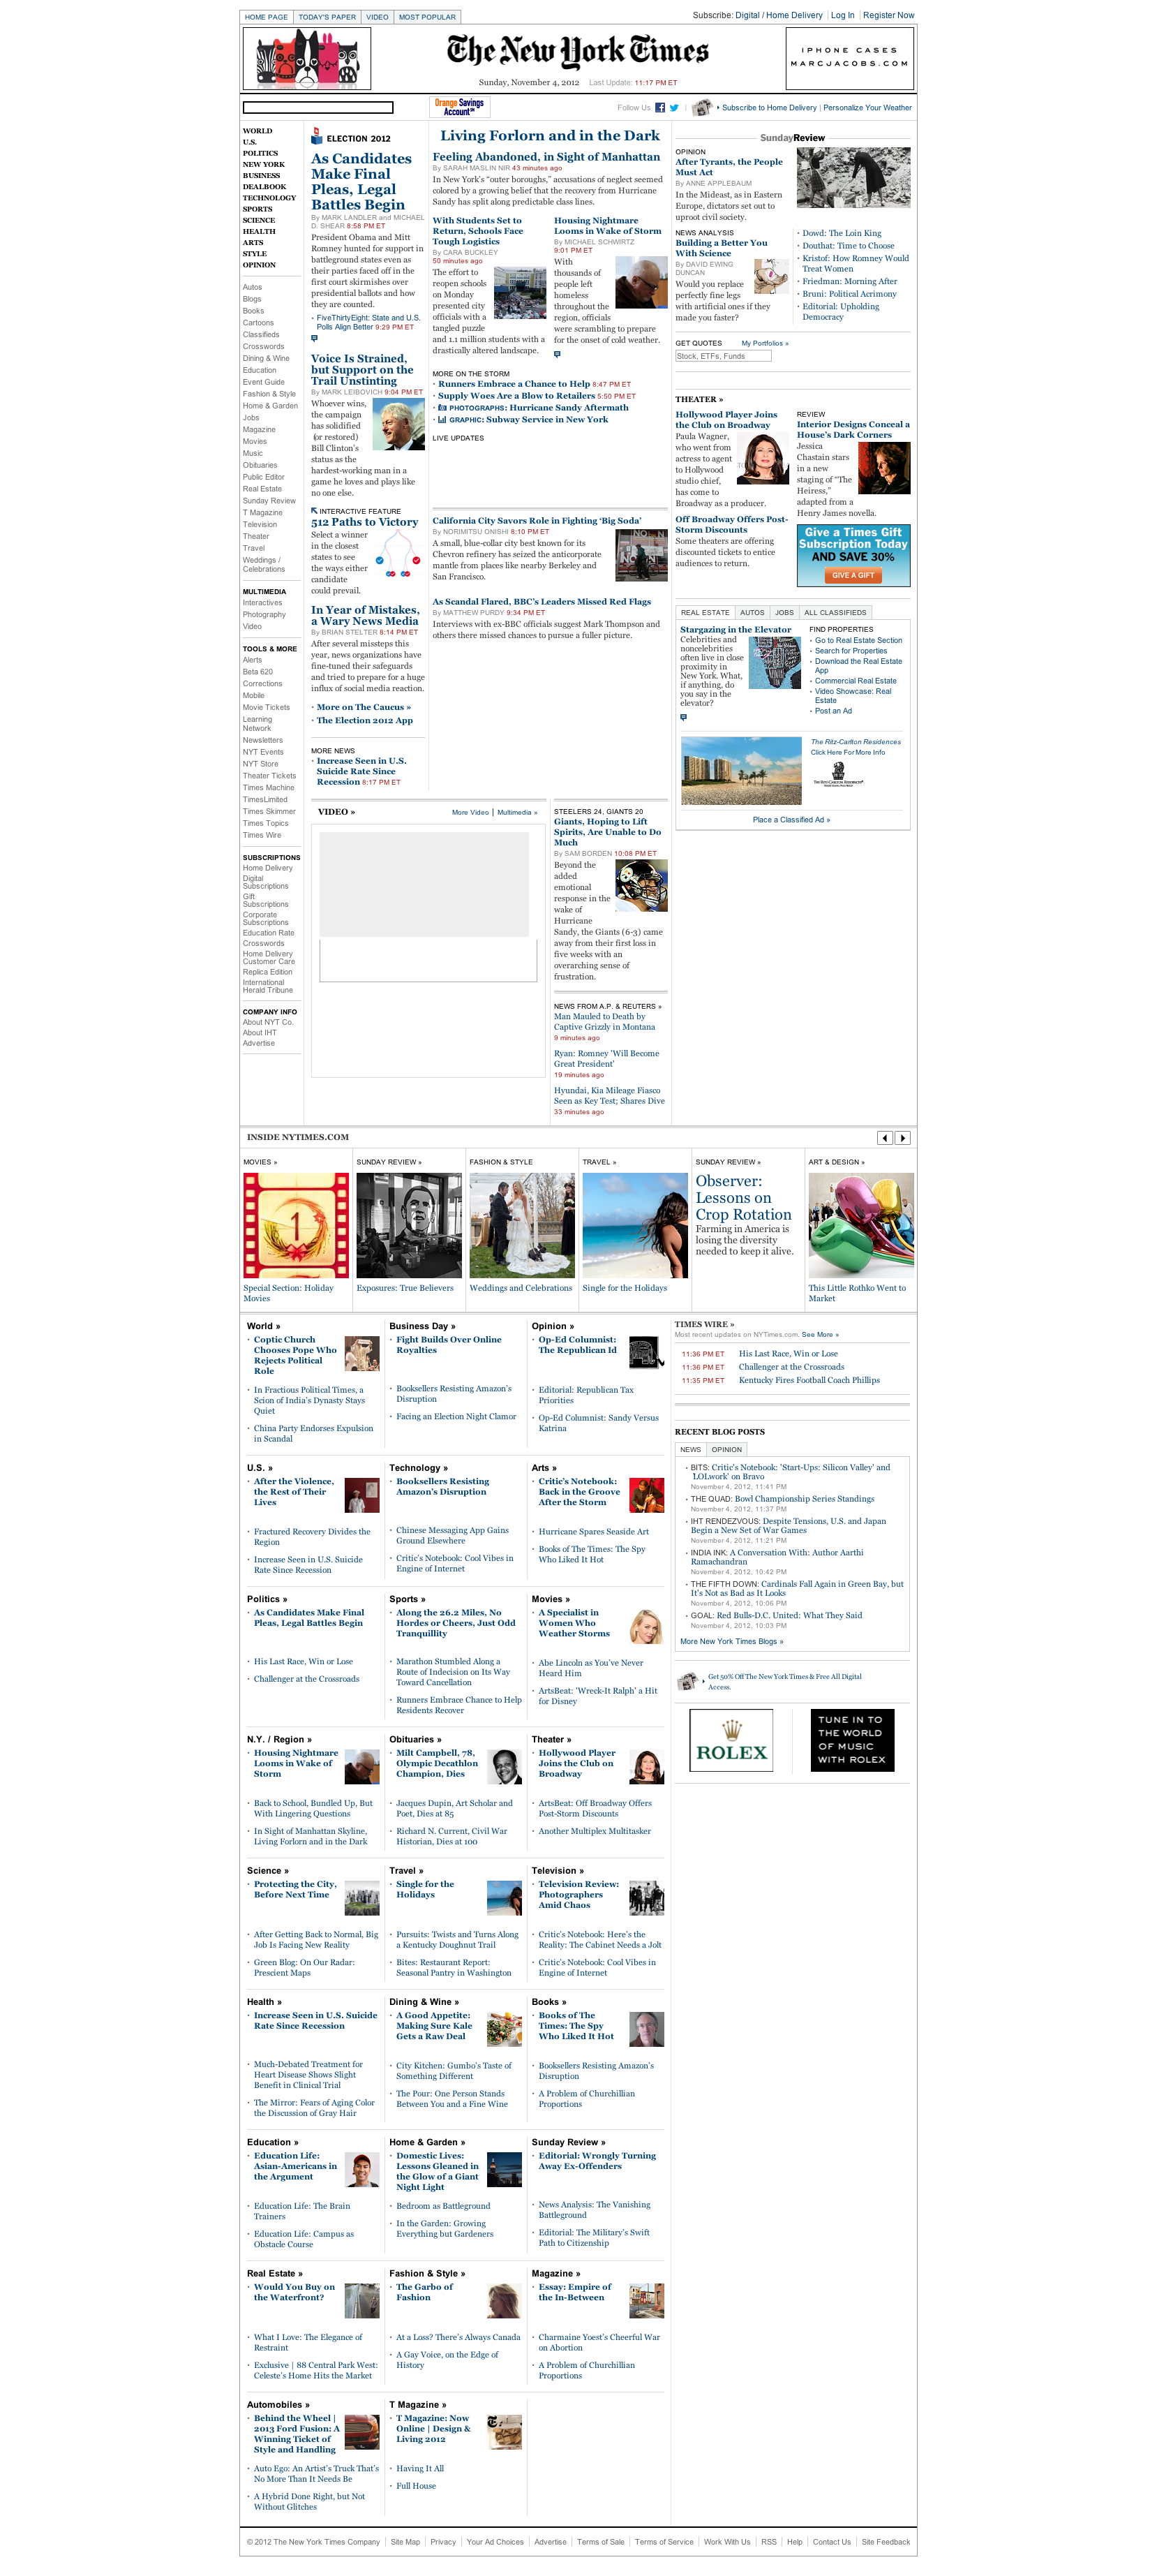 HOME PAGE
TODAY'S PAPER
VIDEO
MOST POPULAR
Subscribe: Digital / Home Delivery
Log In
Register Now
The New York Times
Sunday, November 4, 2012 Last Update: 11:17 PM ET
IPHONE CASES
MARCJACOBS.COM
Orange Savings
Account
Follow Us
Subscribe to Home Delivery | Personalize Your Weather
WORLD
U.S.
POLITICS
NEW YORK
BUSINESS
DEALBOOK
TECHNOLOGY
SPORTS
SCIENCE
HEALTH
ARTS
STYLE
OPINION
Autos
Blogs
Books
Cartoons
Classifieds
Crosswords
Dining & Wine
Education
Event Guide
Fashion & Style
Home & Garden
Jobs
Magazine
Movies
Music
Obituaries
Public Editor
Real Estate
Sunday Review
T Magazine
Television
Theater
Travel
Weddings /
Celebrations
MULTIMEDIA
Interactives
Photography
Video
TOOLS & MORE
Alerts
Beta 620
Corrections
Mobile
Movie Tickets
Learning
Network
Newsletters
NYT Events
NYT Store
Theater Tickets
Times Machine
TimesLimited
Times Skimmer
Times Topics
Times Wire
SUBSCRIPTIONS
Home Delivery
Digital
Subscriptions
Gift
Subscriptions
Corporate
Subscriptions
Education Rate
Crosswords
Home Delivery
Customer Care
Replica Edition
International
Herald Tribune
COMPANY INFO
About NYT Co.
About IHT
Advertise
ELECTION 2012
As Candidates
Make Final
Pleas, Legal
Battles Begin
By MARK LANDLER and MICHAEL
D. SHEAR 8:58 PM ET
President Obama and Mitt
Romney hunted for support in
battleground states even as
their parties faced off in the
first court skirmishes over
presidential ballots and how
they are counted.
· FiveThirtyEight: State and U.S.
Polls Align Better 9:29 PM ET
Voice Is Strained,
but Support on the
Trail Unstinting
By MARK LEIBOVICH 9:04 PM ET
Whoever wins,
the campaign
has solidified
(or restored)
Bill Clinton's
status as the
hardest-working man in a
game he loves and plays like
no one else.
INTERACTIVE FEATURE
512 Paths to Victory
Select a winner
in the closest
states to see
the ways either
candidate
could prevail.
In Year of Mistakes,
a Wary News Media
By BRIAN STELTER 8:14 PM ET
After several missteps this
year, news organizations have
fine-tuned their safeguards
and tried to prepare for a huge
influx of social media reaction.
· More on The Caucus »
· The Election 2012 App
MORE NEWS
· Increase Seen in U.S.
Suicide Rate Since
Recession 8:17 PM ET
Living Forlorn and in the Dark
Feeling Abandoned, in Sight of Manhattan
By SARAH MASLIN NIR 43 minutes ago
In New York's "outer boroughs," accusations of neglect seemed
colored by a growing belief that the recovery from Hurricane
Sandy has split along predictable class lines.
With Students Set to
Return, Schools Face
Tough Logistics
By CARA BUCKLEY
50 minutes ago
The effort to
reopen schools
on Monday
presented city
officials with a
tangled puzzle
and 1.1 million students with a
drastically altered landscape.
Housing Nightmare
Looms in Wake of Storm
By MICHAEL SCHWIRTZ
9:01 PM ET
With
thousands of
people left
homeless
throughout the
region, officials
were scrambling to prepare
for the onset of cold weather.
MORE ON THE STORM
· Runners Embrace a Chance to Help 8:47 PM ET
· Supply Woes Are a Blow to Retailers 5:50 PM ET
· PHOTOGRAPHS: Hurricane Sandy Aftermath
· GRAPHIC: Subway Service in New York
LIVE UPDATES
California City Savors Role in Fighting 'Big Soda'
By NORIMITSU ONISHI 8:10 PM ET
A small, blue-collar city best known for its
Chevron refinery has seized the anticorporate
mantle from places like nearby Berkeley and
San Francisco.
As Scandal Flared, BBC's Leaders Missed Red Flags
By MATTHEW PURDY 9:34 PM ET
Interviews with ex-BBC officials suggest Mark Thompson and
others there missed chances to pursue a fuller picture.
VIDEO »
More Video | Multimedia »
STEELERS 24, GIANTS 20
Giants, Hoping to Lift
Spirits, Are Unable to Do
Much
By SAM BORDEN 10:08 PM ET
Beyond the
added
emotional
response in the
wake of
Hurricane
Sandy, the Giants (6-3) came
away from their first loss in
five weeks with an
overarching sense of
frustration.
NEWS FROM A.P. & REUTERS »
Man Mauled to Death by
Captive Grizzly in Montana
9 minutes ago
Ryan: Romney 'Will Become
Great President'
19 minutes ago
Hyundai, Kia Mileage Fiasco
Seen as Key Test; Shares Dive
33 minutes ago
SundayReview
OPINION
After Tyrants, the People
Must Act
By ANNE APPLEBAUM
In the Mideast, as in Eastern
Europe, dictators set out to
uproot civil society.
NEWS ANALYSIS
Building a Better You
With Science
By DAVID EWING
DUNCAN
Would you replace
perfectly fine legs
with artificial ones if they
made you faster?
· Dowd: The Loin King
· Douthat: Time to Choose
· Kristof: How Romney Would
Treat Women
· Friedman: Morning After
· Bruni: Political Acrimony
· Editorial: Upholding
Democracy
GET QUOTES
My Portfolios »
Stock, ETFs, Funds
THEATER »
Hollywood Player Joins
the Club on Broadway
Paula Wagner,
who went from
actress to agent
to Hollywood
studio chief,
has come to
Broadway as a producer.
Off Broadway Offers Post-
Storm Discounts
Some theaters are offering
discounted tickets to entice
audiences to return.
REVIEW
Interior Designs Conceal a
House's Dark Corners
Jessica
Chastain stars
in a new
staging of "The
Heiress,"
adapted from a
Henry James novella.
Give a Times Gift
Subscription Today
AND SAVE 30%
GIVE A GIFT
REAL ESTATE
AUTOS
JOBS
ALL CLASSIFIEDS
Stargazing in the Elevator
Celebrities and
noncelebrities
often live in close
proximity in
New York. What,
if anything, do
you say in the
elevator?
FIND PROPERTIES
· Go to Real Estate Section
· Search for Properties
· Download the Real Estate
App
· Commercial Real Estate
· Video Showcase: Real
Estate
· Post an Ad
The Ritz-Carlton Residences
Click Here For More Info
THE RITZ-CARLTON RESIDENCES
Place a Classified Ad »
INSIDE NYTIMES.COM
MOVIES »
1
Special Section: Holiday
Movies
SUNDAY REVIEW »
Exposures: True Believers
FASHION & STYLE
Weddings and Celebrations
TRAVEL »
Single for the Holidays
SUNDAY REVIEW »
Observer:
Lessons on
Crop Rotation
Farming in America is
losing the diversity
needed to keep it alive.
ART & DESIGN »
This Little Rothko Went to
Market
World »
· Coptic Church
Chooses Pope Who
Rejects Political
Role
· In Fractious Political Times, a
Scion of India's Dynasty Stays
Quiet
· China Party Endorses Expulsion
in Scandal
Business Day »
· Fight Builds Over Online
Royalties
· Booksellers Resisting Amazon's
Disruption
· Facing an Election Night Clamor
Opinion »
· Op-Ed Columnist:
The Republican Id
· Editorial: Republican Tax
Priorities
· Op-Ed Columnist: Sandy Versus
Katrina
U.S. »
· After the Violence,
the Rest of Their
Lives
· Fractured Recovery Divides the
Region
· Increase Seen in U.S. Suicide
Rate Since Recession
Technology »
· Booksellers Resisting
Amazon's Disruption
· Chinese Messaging App Gains
Ground Elsewhere
· Critic's Notebook: Cool Vibes in
Engine of Internet
Arts »
· Critic's Notebook:
Back in the Groove
After the Storm
· Hurricane Spares Seaside Art
· Books of The Times: The Spy
Who Liked It Hot
Politics »
· As Candidates Make Final
Pleas, Legal Battles Begin
· His Last Race, Win or Lose
· Challenger at the Crossroads
Sports »
· Along the 26.2 Miles, No
Hordes or Cheers, Just Odd
Tranquillity
· Marathon Stumbled Along a
Route of Indecision on Its Way
Toward Cancellation
· Runners Embrace Chance to Help
Residents Recover
Movies »
· A Specialist in
Women Who
Weather Storms
· Abe Lincoln as You've Never
Heard Him
· ArtsBeat: 'Wreck-It Ralph' a Hit
for Disney
N.Y. / Region »
· Housing Nightmare
Looms in Wake of
Storm
· Back to School, Bundled Up, But
With Lingering Questions
· In Sight of Manhattan Skyline,
Living Forlorn and in the Dark
Obituaries »
· Milt Campbell, 78,
Olympic Decathlon
Champion, Dies
· Jacques Dupin, Art Scholar and
Poet, Dies at 85
· Richard N. Current, Civil War
Historian, Dies at 100
Theater »
· Hollywood Player
Joins the Club on
Broadway
· ArtsBeat: Off Broadway Offers
Post-Storm Discounts
· Another Multiplex Multitasker
Science »
· Protecting the City,
Before Next Time
· After Getting Back to Normal, Big
Job Is Facing New Reality
· Green Blog: On Our Radar:
Prescient Maps
Travel »
· Single for the
Holidays
· Pursuits: Twists and Turns Along
a Kentucky Doughnut Trail
· Bites: Restaurant Report:
Seasonal Pantry in Washington
Television »
· Television Review:
Photographers
Amid Chaos
· Critic's Notebook: Here's the
Reality: The Cabinet Needs a Jolt
· Critic's Notebook: Cool Vibes in
Engine of Internet
Health »
· Increase Seen in U.S. Suicide
Rate Since Recession
· Much-Debated Treatment for
Heart Disease Shows Slight
Benefit in Clinical Trial
· The Mirror: Fears of Aging Color
the Discussion of Gray Hair
Dining & Wine »
· A Good Appetite:
Making Sure Kale
Gets a Raw Deal
· City Kitchen: Gumbo's Taste of
Something Different
· The Pour: One Person Stands
Between You and a Fine Wine
Books »
· Books of The
Times: The Spy
Who Liked It Hot
· Booksellers Resisting Amazon's
Disruption
· A Problem of Churchillian
Proportions
Education »
· Education Life:
Asian-Americans in
the Argument
· Education Life: The Brain
Trainers
· Education Life: Campus as
Obstacle Course
Home & Garden »
· Domestic Lives:
Lessons Gleaned in
the Glow of a Giant
Night Light
· Bedroom as Battleground
· In the Garden: Growing
Everything but Gardeners
Sunday Review »
· Editorial: Wrongly Turning
Away Ex-Offenders
· News Analysis: The Vanishing
Battleground
· Editorial: The Military's Swift
Path to Citizenship
Real Estate »
· Would You Buy on
the Waterfront?
· What I Love: The Elegance of
Restraint
· Exclusive | 88 Central Park West:
Celeste's Home Hits the Market
Fashion & Style »
· The Garbo of
Fashion
· At a Loss? There's Always Canada
· A Gay Voice, on the Edge of
History
Magazine »
· Essay: Empire of
the In-Between
· Charmaine Yoest's Cheerful War
on Abortion
· A Problem of Churchillian
Proportions
Automobiles »
· Behind the Wheel |
2013 Ford Fusion: A
Winning Ticket of
Style and Handling
· Auto Ego: An Artist's Truck That's
No More Than It Needs Be
· A Hybrid Done Right, but Not
Without Glitches
T Magazine »
· T Magazine: Now
Online | Design &
Living 2012
· Having It All
· Full House
TIMES WIRE »
Most recent updates on NYTimes.com. See More »
11:36 PM ET His Last Race, Win or Lose
11:36 PM ET Challenger at the Crossroads
11:35 PM ET Kentucky Fires Football Coach Phillips
RECENT BLOG POSTS
NEWS
OPINION
· BITS: Critic's Notebook: 'Start-Ups: Silicon Valley' and
'LOLwork' on Bravo
November 4, 2012, 11:41 PM
· THE QUAD: Bowl Championship Series Standings
November 4, 2012, 11:37 PM
· IHT RENDEZVOUS: Despite Tensions, U.S. and Japan
Begin a New Set of War Games
November 4, 2012, 11:21 PM
· INDIA INK: A Conversation With: Author Aarthi
Ramachandran
November 4, 2012, 10:42 PM
· THE FIFTH DOWN: Cardinals Fall Again in Green Bay, but
It's Not as Bad as It Looks
November 4, 2012, 10:06 PM
· GOAL: Red Bulls-D.C. United: What They Said
November 4, 2012, 10:03 PM
More New York Times Blogs »
Get 50% Off The New York Times & Free All Digital
Access.
ROLEX
TUNE IN TO
THE WORLD
OF MUSIC
WITH ROLEX
© 2012 The New York Times Company
Site Map
Privacy
Your Ad Choices
Advertise
Terms of Sale
Terms of Service
Work With Us
RSS
Help
Contact Us
Site Feedback